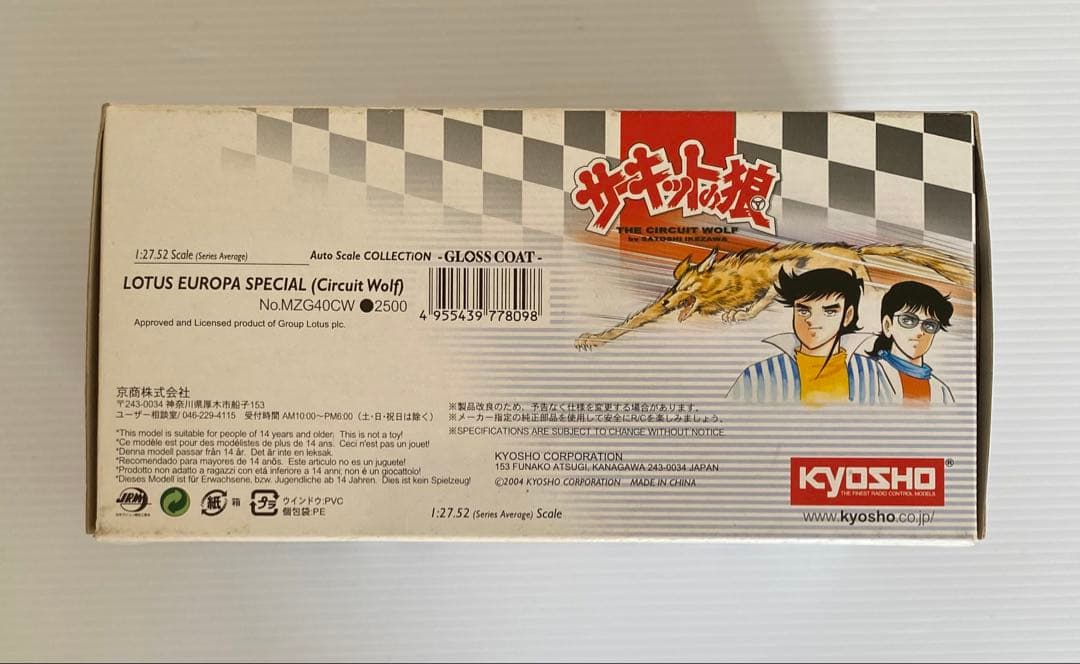 サーキットの狼
THE CIRCUIT WOLF
by SATOSHI IKEZAWA
1:27.52 Scale (Series Average)
Auto Scale COLLECTiON - GLOSS COAT -
LOTUS EUROPA SPECIAL (Circuit Wolf)
No.MZG40CW ●2500
4 955439 778098
Approved and Licensed product of Group Lotus plc.
京商株式会社
〒243-0034 神奈川県厚木市船子153
ユーザー相談室/ 046-229-4115 受付時間 AM10:00〜PM6:00 (土・日・祝日は除く)
*This model is suitable for people of 14 years and older. This is not a toy!
*Ce modèle est pour des modélistes de plus de 14 ans. Ceci n'est pas un jouet!
*Denna modell passar från 14 år. Det är inte en leksak.
*Recomendado para mayores de 14 anõs. Este articulo no es un juguete!
*Prodotto non adatto a ragazzi con età inferiore a 14 anni; non è un giocattolo!
*Dieses Modell ist für Erwachsene, bzw. Jugendliche ab 14 Jahren. Dies ist kein Spielzeug!
JRM
紙 箱
プラ ウインドウ:PVC
個包袋:PE
※製品改良のため、予告なく仕様を変更する場合があります。
※メーカー指定の純正部品を使用して安全にR/Cを楽しみましょう。
※SPECIFICATIONS ARE SUBJECT TO CHANGE WITHOUT NOTICE.
KYOSHO CORPORATION
153 FUNAKO ATSUGI, KANAGAWA 243-0034 JAPAN
©2004 KYOSHO CORPORATION MADE IN CHINA
1:27.52 (Series Average) Scale
KYOSHO ®
THE FINEST RADIO CONTROL MODELS
www.kyosho.co.jp/